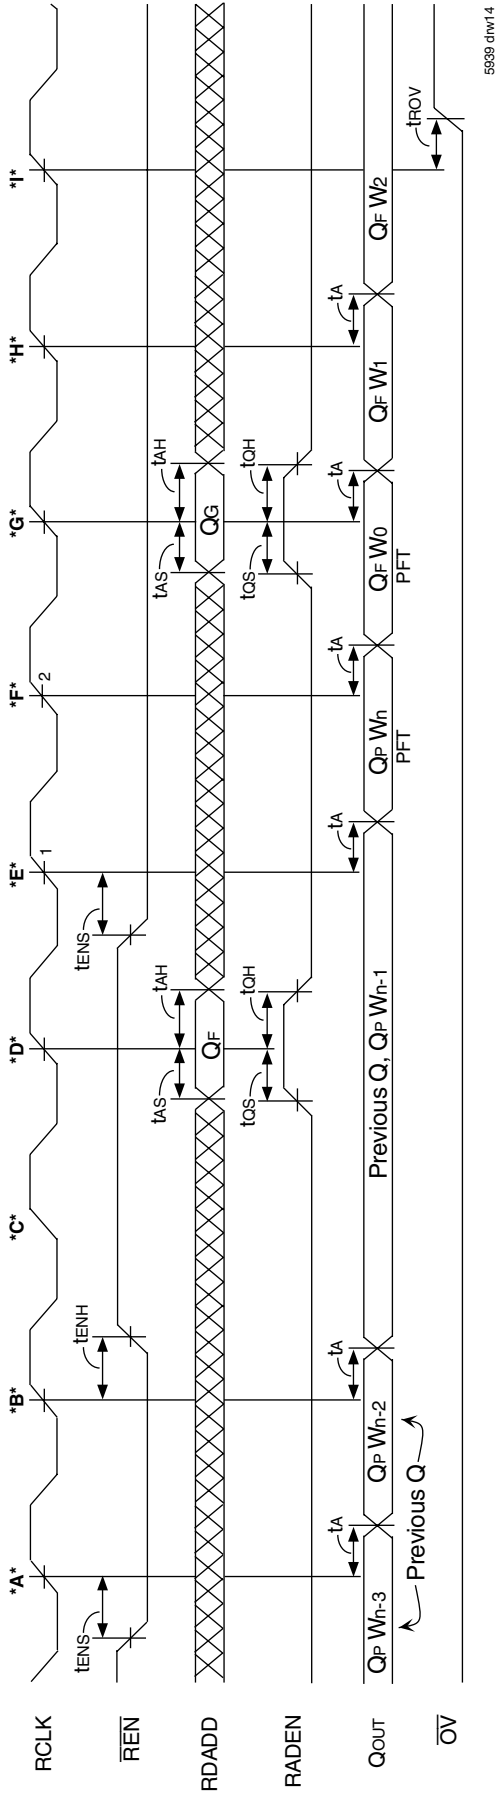 *A* *B* *C* *D* *E* *F* *G* *H* *I*
RCLK 1 2
tENS tENH tENS
REN
tAS tAH tAS tAH
RDADD QF QG
tQS tQH tQS tQH
RADEN
tA tA tA tA tA tA tA
QOUT QP Wn-3 QP Wn-2 Previous Q, QP Wn-1 QP Wn QF W0 QF W1 QF W2
PFT PFT
Previous Q
tROV
OV
5939 drw14